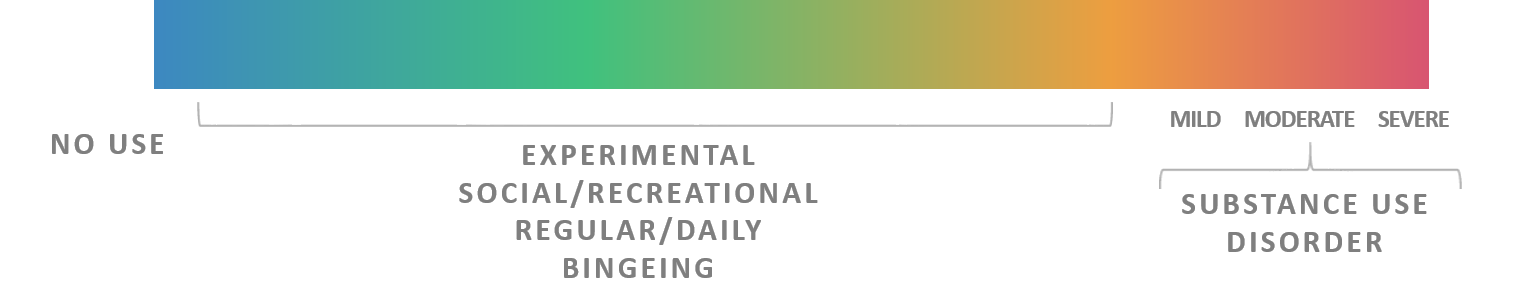 NO USE
EXPERIMENTAL
SOCIAL/RECREATIONAL
REGULAR/DAILY
BINGEING
MILD MODERATE SEVERE
SUBSTANCE USE
DISORDER